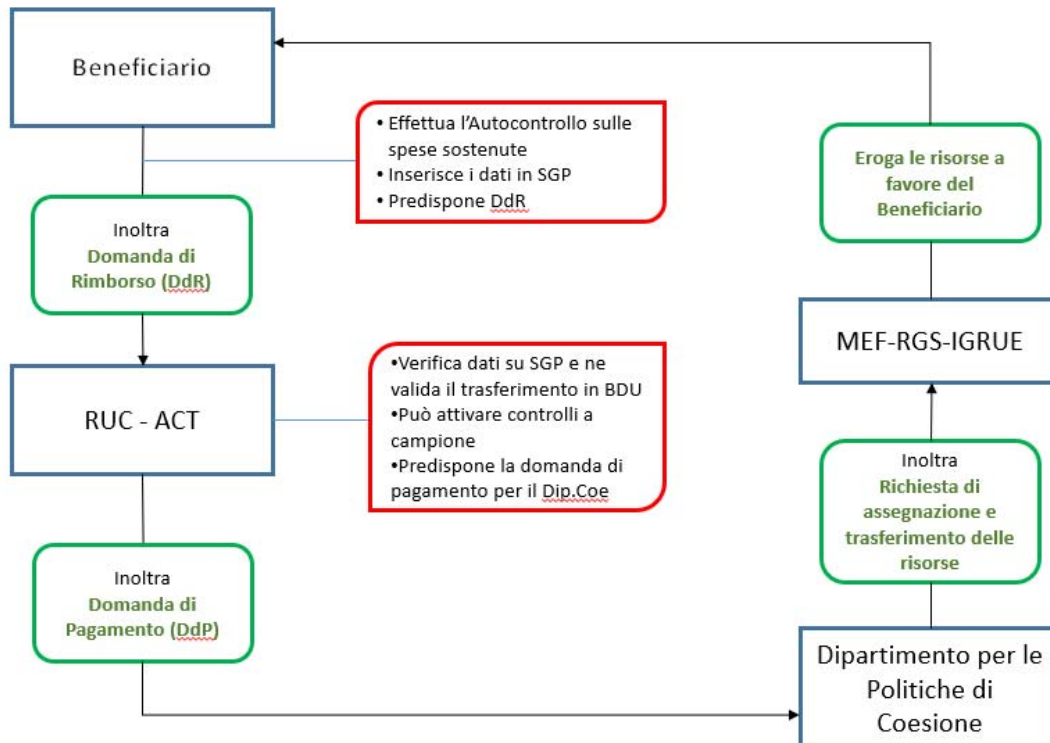 Beneficiario
• Effettua l'Autocontrollo sulle
spese sostenute
• Inserisce i dati in SGP
• Predispone DdR
Inoltra
Domanda di
Rimborso (DdR)
RUC - ACT
•Verifica dati su SGP e ne
valida il trasferimento in BDU
•Può attivare controlli a
campione
•Predispone la domanda di
pagamento per il Dip.Coe
Inoltra
Domanda di
Pagamento (DdP)
Dipartimento per le
Politiche di
Coesione
Inoltra
Richiesta di
assegnazione e
trasferimento delle
risorse
MEF-RGS-IGRUE
Eroga le risorse a
favore del
Beneficiario